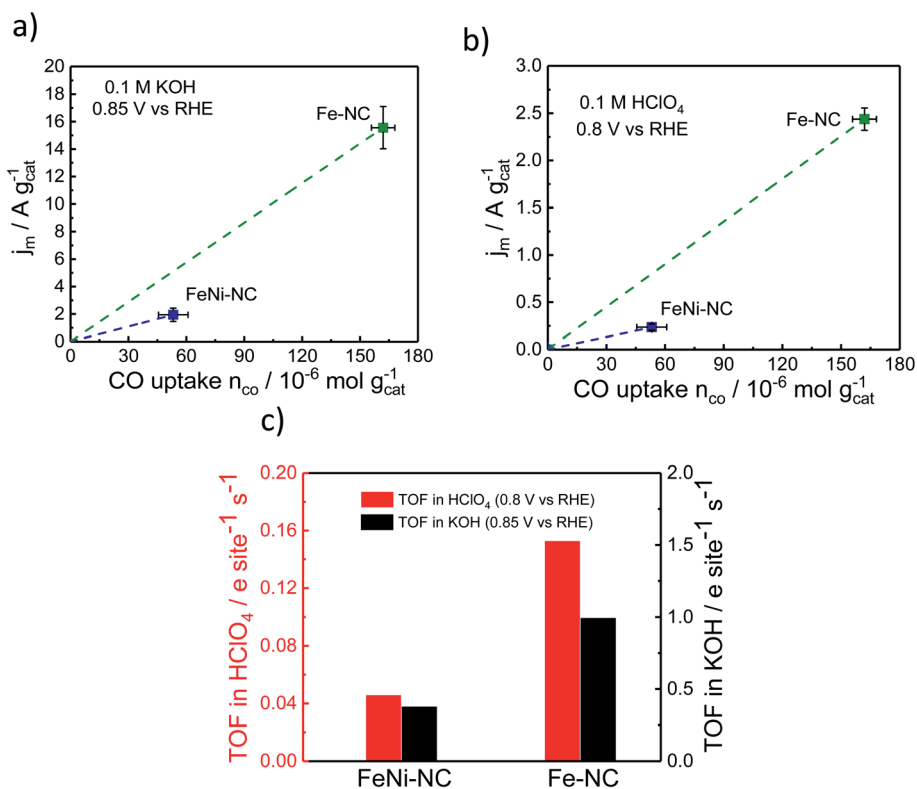 a)
20
18
16
14
12
10
8
6
4
2
0
0 30 60 90 120 150 180
j_m / A g_cat^-1
CO uptake n_co / 10^-6 mol g_cat^-1
0.1 M KOH
0.85 V vs RHE
Fe-NC
FeNi-NC
b)
3.0
2.5
2.0
1.5
1.0
0.5
0.0
0 30 60 90 120 150 180
j_m / A g_cat^-1
CO uptake n_co / 10^-6 mol g_cat^-1
0.1 M HClO₄
0.8 V vs RHE
Fe-NC
FeNi-NC
c)
0.20
0.16
0.12
0.08
0.04
0.00
TOF in HClO₄ / e site^-1 s^-1
TOF in HClO₄ (0.8 V vs RHE)
TOF in KOH (0.85 V vs RHE)
2.0
1.5
1.0
0.5
0.0
TOF in KOH / e site^-1 s^-1
FeNi-NC Fe-NC